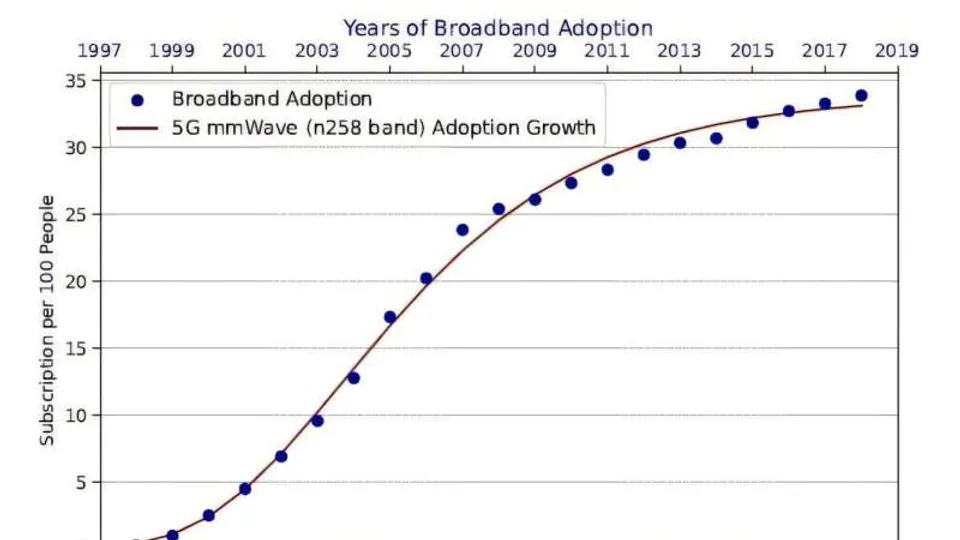 Years of Broadband Adoption
1997 1999 2001 2003 2005 2007 2009 2011 2013 2015 2017 2019
35
Broadband Adoption
5G mmWave (n258 band) Adoption Growth
30
25
20
15
10
5
Subscription per 100 People